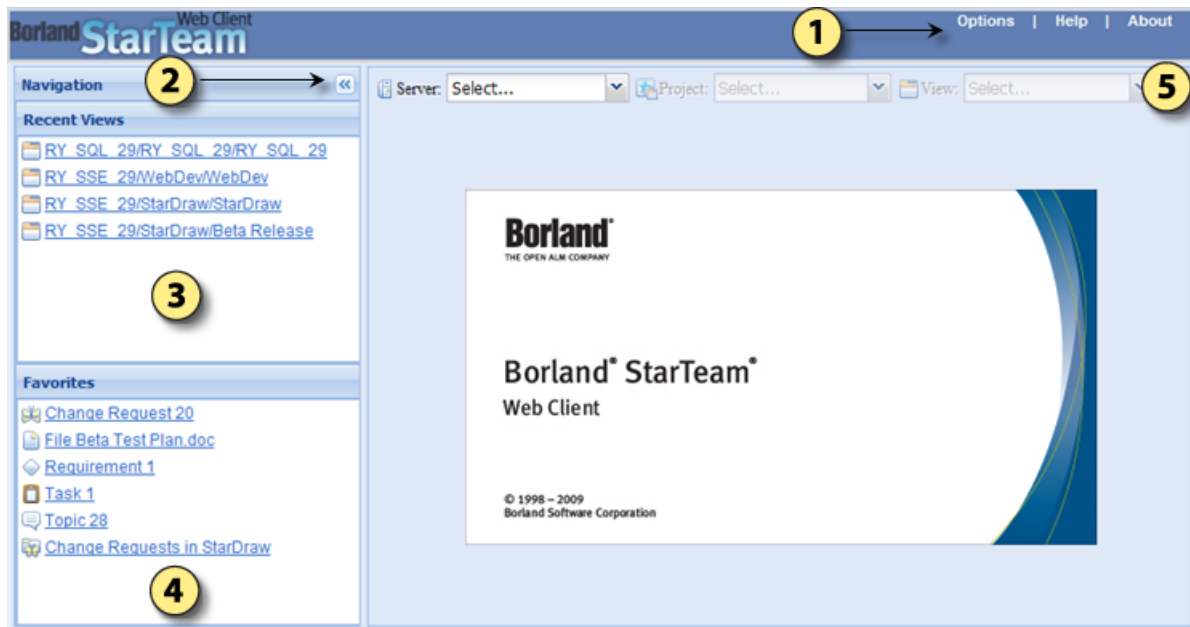 Borland StarTeam Web Client
1
Options | Help | About
Navigation
2
«
Server: Select... Project: Select... View: Select...
5
Recent Views
RY_SQL_29/RY_SQL_29/RY_SQL_29
RY_SSE_29/WebDev/WebDev
RY_SSE_29/StarDraw/StarDraw
RY_SSE_29/StarDraw/Beta Release
3
Favorites
Change Request 20
File Beta Test Plan.doc
Requirement 1
Task 1
Topic 28
Change Requests in StarDraw
4
Borland®
THE OPEN ALM COMPANY
Borland® StarTeam®
Web Client
© 1998 – 2009
Borland Software Corporation